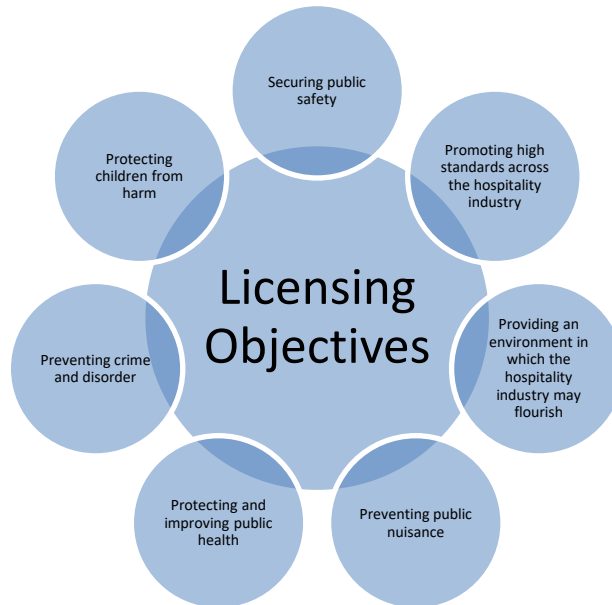 Securing public
safety
Promoting high
standards across
the hospitality
industry
Providing an
environment in
which the
hospitality
industry may
flourish
Preventing public
nuisance
Protecting and
improving public
health
Preventing crime
and disorder
Protecting
children from
harm
Licensing
Objectives